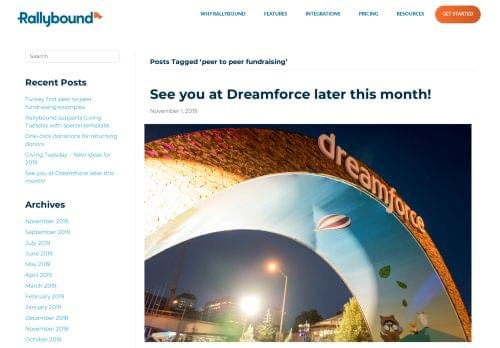 Rallybound
WHY RALLYBOUND
FEATURES
INTEGRATIONS
PRICING
RESOURCES
GET STARTED
Search
Recent Posts
Turkey Trot peer to peer
fundraising examples
Rallybound supports Giving
Tuesday with special template
One-click donations for returning
donors
Giving Tuesday – New ideas for
2019
See you at Dreamforce later this
month!
Archives
November 2019
September 2019
July 2019
June 2019
May 2019
April 2019
March 2019
February 2019
January 2019
December 2018
November 2018
October 2018
Posts Tagged ‘peer to peer fundraising’
See you at Dreamforce later this month!
November 1, 2019
dreamforce